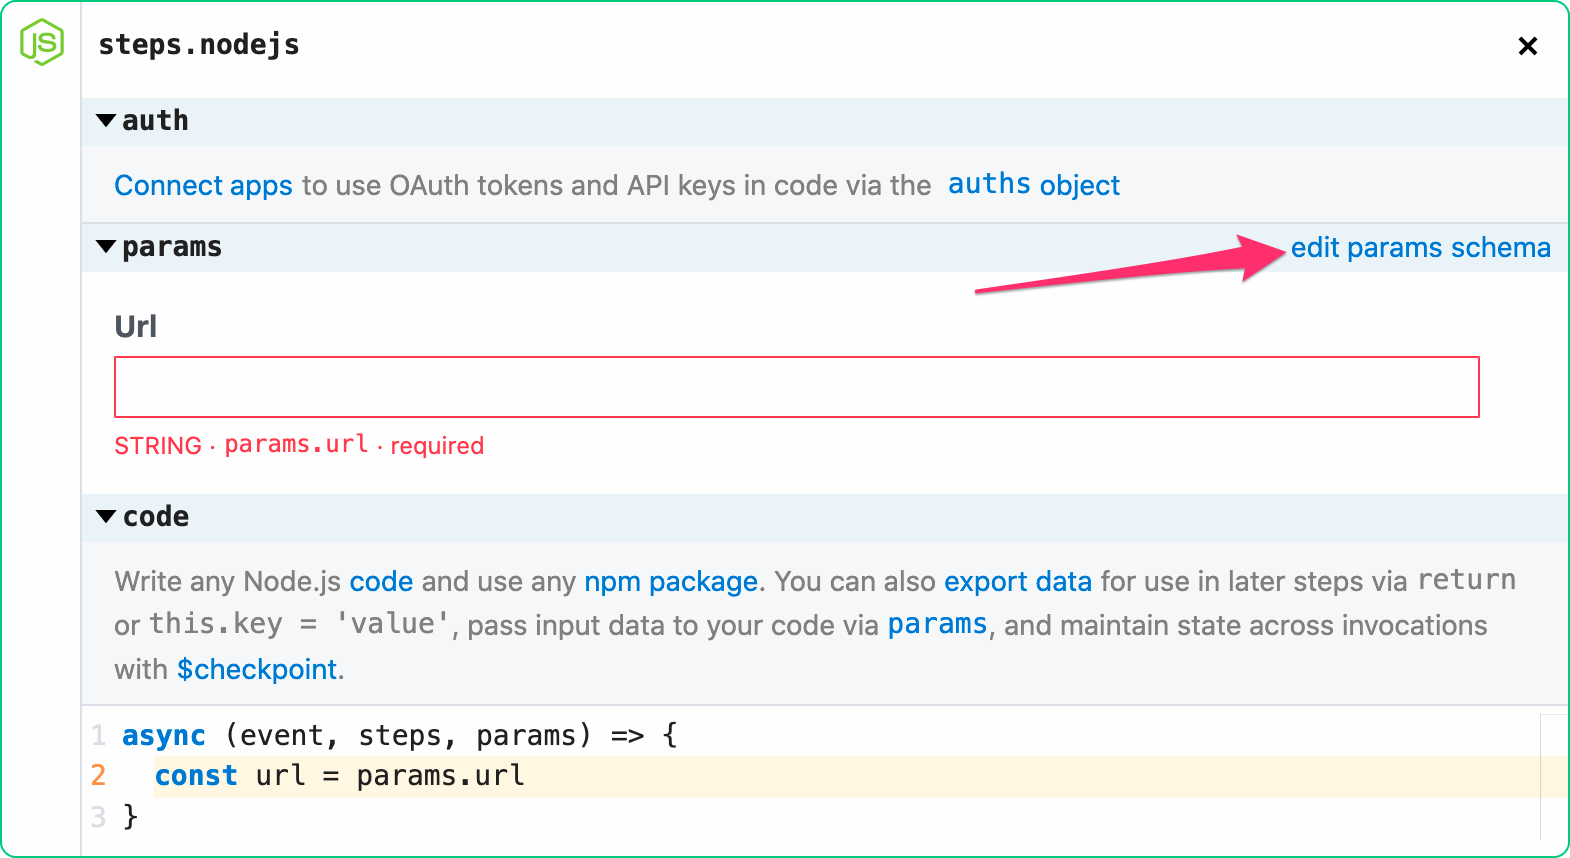 JS
steps.nodejs
auth
Connect apps to use OAuth tokens and API keys in code via the auths object
params
edit params schema
Url
STRING · params.url · required
code
Write any Node.js code and use any npm package. You can also export data for use in later steps via return
or this.key = 'value', pass input data to your code via params, and maintain state across invocations
with $checkpoint.
1 async (event, steps, params) => {
2 const url = params.url
3 }